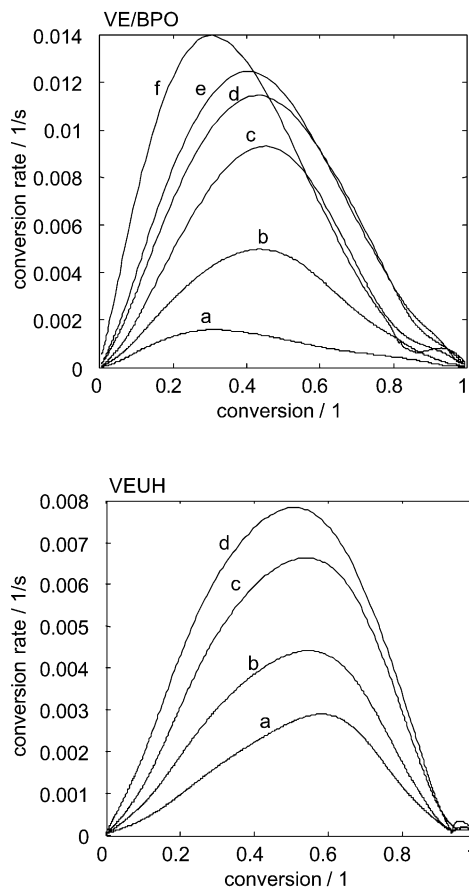 VE/BPO
0.014
0.012
0.01
0.008
0.006
0.004
0.002
0
conversion rate / 1/s
f
e
d
c
b
a
0 0.2 0.4 0.6 0.8 1
conversion / 1
VEUH
0.008
0.007
0.006
0.005
0.004
0.003
0.002
0.001
0
conversion rate / 1/s
d
c
b
a
0 0.2 0.4 0.6 0.8 1
conversion / 1